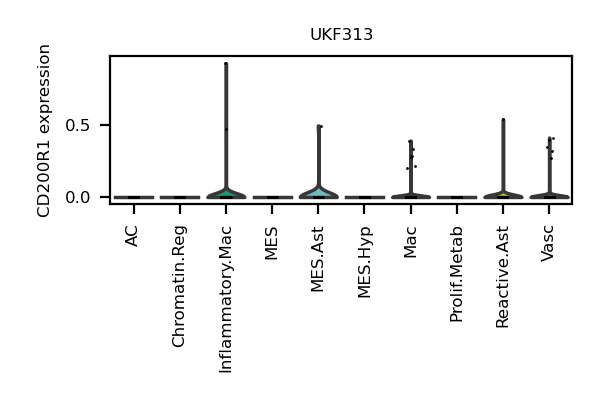 UKF313
CD200R1 expression
0.5
0.0
AC
Chromatin.Reg
Inflammatory.Mac
MES
MES.Ast
MES.Hyp
Mac
Prolif.Metab
Reactive.Ast
Vasc